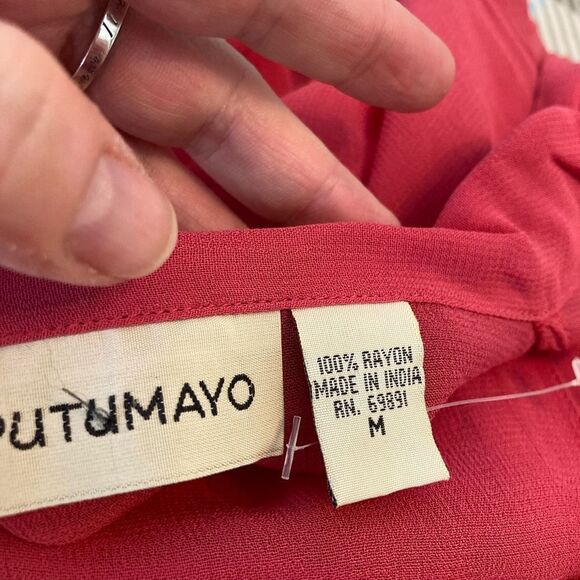 PUTUMAYO
100% RAYON
MADE IN INDIA
RN. 69891
M